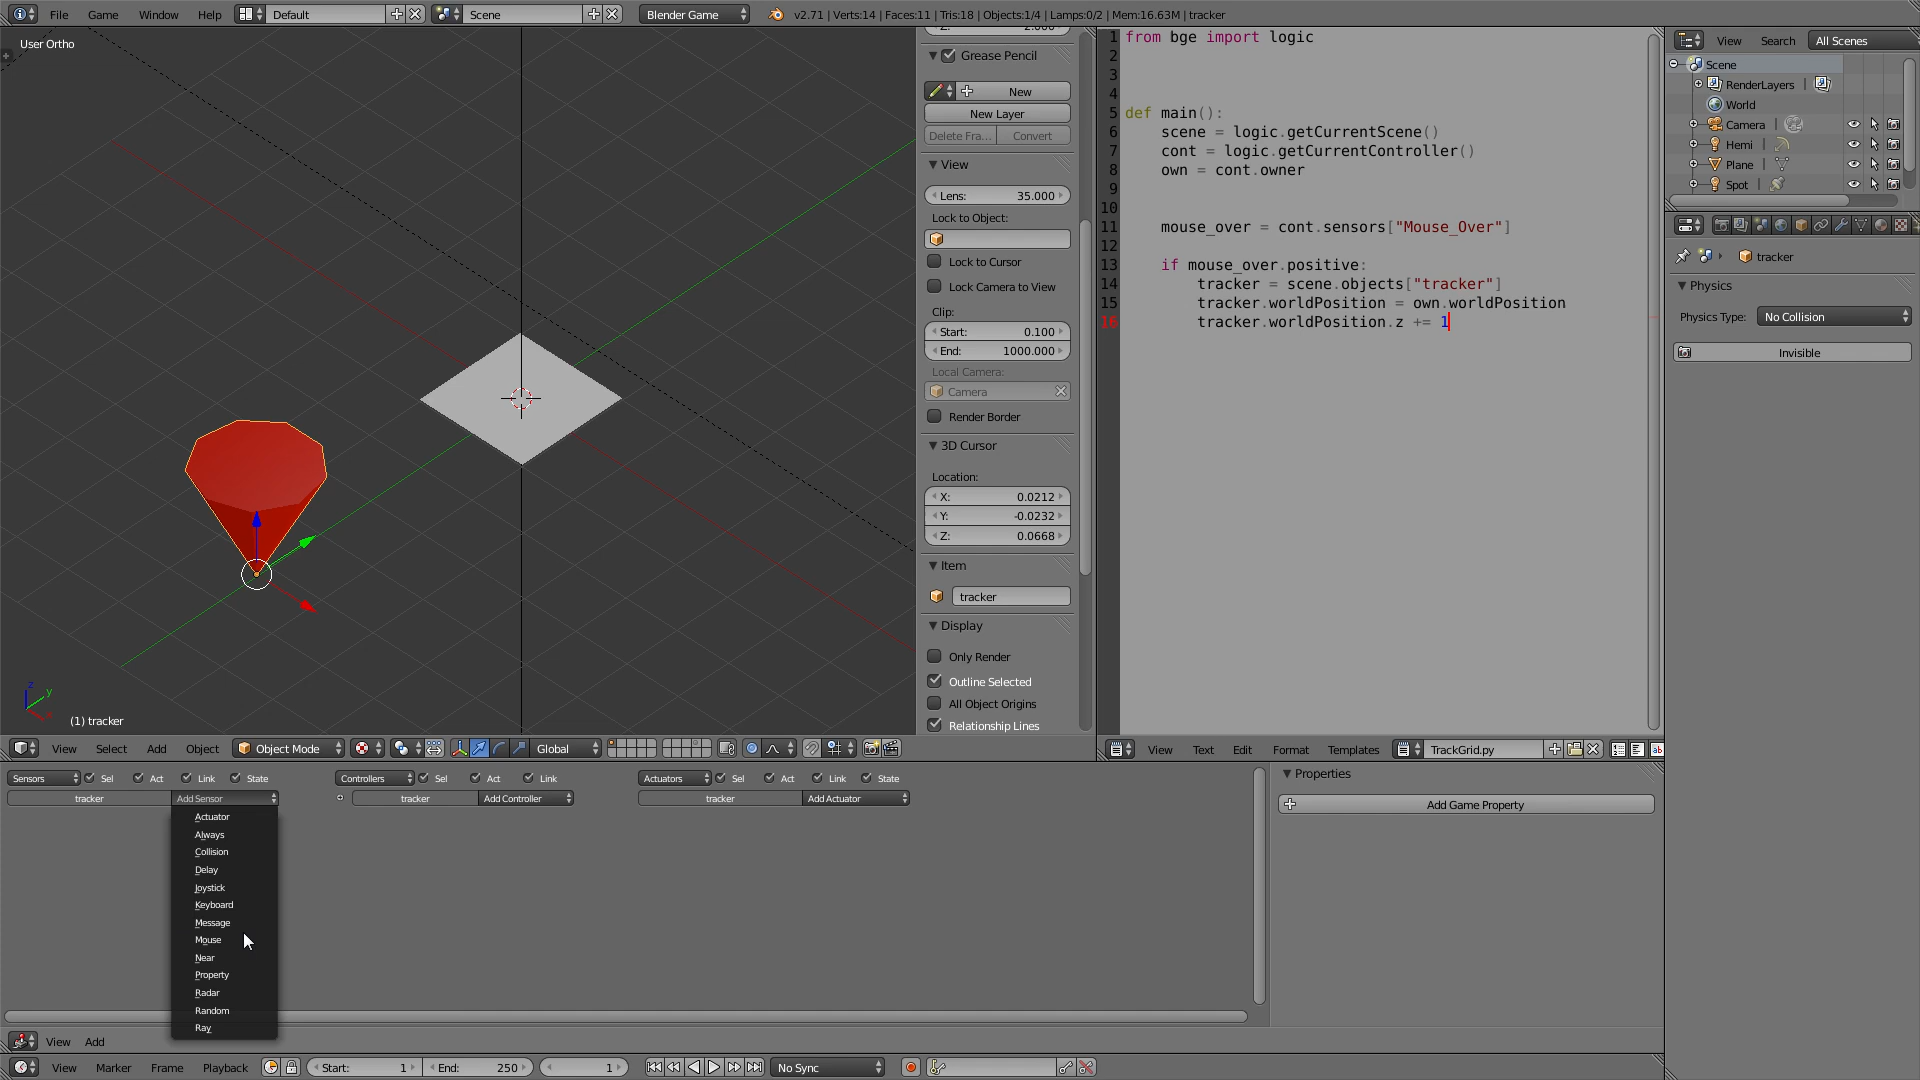 File Game Window Help Default Scene Blender Game v2.71 | Verts:14 | Faces:11 | Tris:18 | Objects:1/4 | Lamps:0/2 | Mem:16.63M | tracker
User Ortho
(1) tracker
View Select Add Object Object Mode Global
Z: 2.000
Grease Pencil
New
New Layer
Delete Fra... Convert
View
Lens: 35.000
Lock to Object:
Lock to Cursor
Lock Camera to View
Clip:
Start: 0.100
End: 1000.000
Local Camera:
Camera
Render Border
3D Cursor
Location:
X: 0.0212
Y: -0.0232
Z: 0.0668
Item
tracker
Display
Only Render
Outline Selected
All Object Origins
Relationship Lines
1 from bge import logic
2
3
4
5 def main():
6 scene = logic.getCurrentScene()
7 cont = logic.getCurrentController()
8 own = cont.owner
9
10
11 mouse_over = cont.sensors["Mouse_Over"]
12
13 if mouse_over.positive:
14 tracker = scene.objects["tracker"]
15 tracker.worldPosition = own.worldPosition
16 tracker.worldPosition.z += 1
View Text Edit Format Templates TrackGrid.py
View Search All Scenes
Scene
RenderLayers
World
Camera
Hemi
Plane
Spot
tracker
Physics
Physics Type: No Collision
Invisible
Sensors Sel Act Link State Controllers Sel Act Link Actuators Sel Act Link State
tracker Add Sensor tracker Add Controller tracker Add Actuator
Actuator
Always
Collision
Delay
Joystick
Keyboard
Message
Mouse
Near
Property
Radar
Random
Ray
Properties
Add Game Property
View Add
View Marker Frame Playback Start: 1 End: 250 1 No Sync